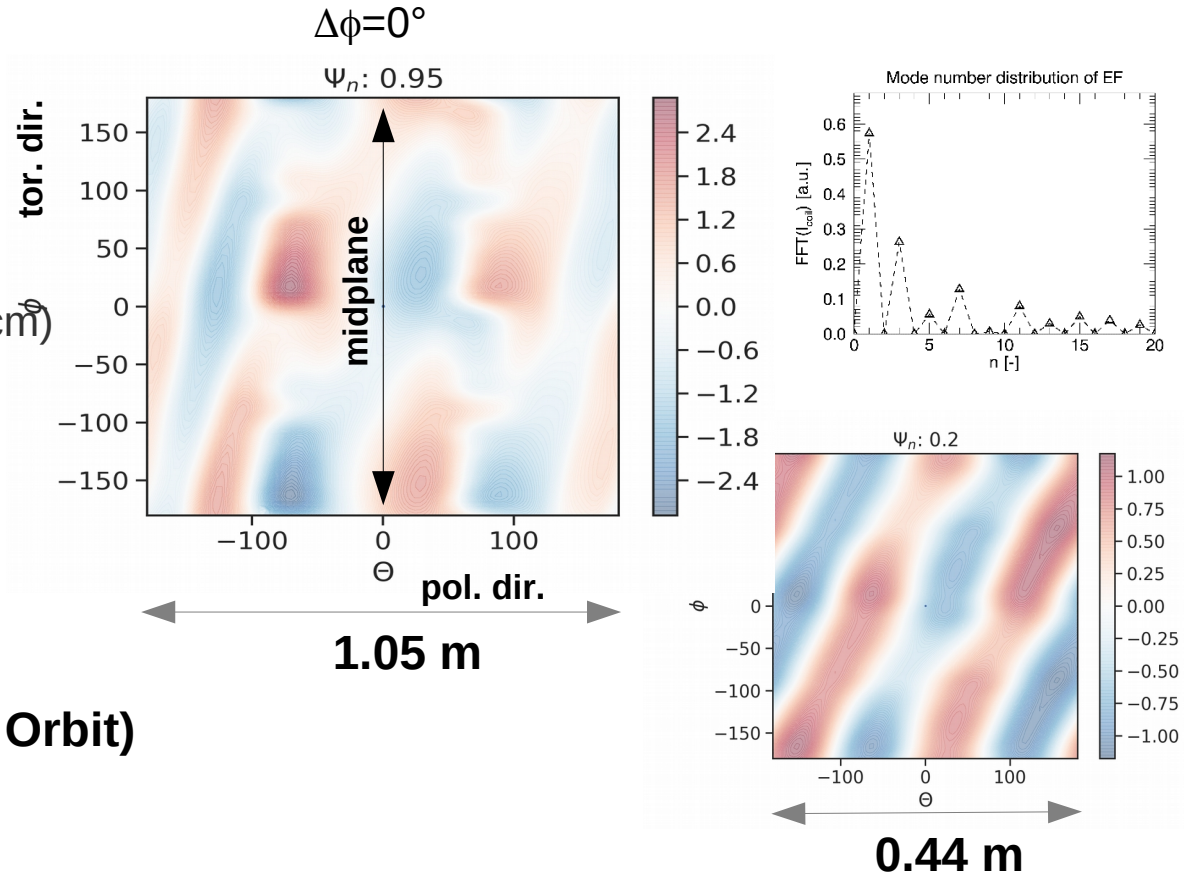 Δϕ=0°
Ψn: 0.95
tor. dir.
150
100
50
0
−50
−100
−150
ϕ
cm)
midplane
−100
0
100
Θ
pol. dir.
1.05 m
2.4
1.8
1.2
0.6
0.0
−0.6
−1.2
−1.8
−2.4
Mode number distribution of EF
FFT(Icoil) [a.u.]
0.6
0.5
0.4
0.3
0.2
0.1
0.0
0
5
10
15
20
n [-]
Ψn: 0.2
ϕ
0
−50
−100
−150
−100
0
100
Θ
1.00
0.75
0.50
0.25
0.00
−0.25
−0.50
−0.75
−1.00
0.44 m
Orbit)